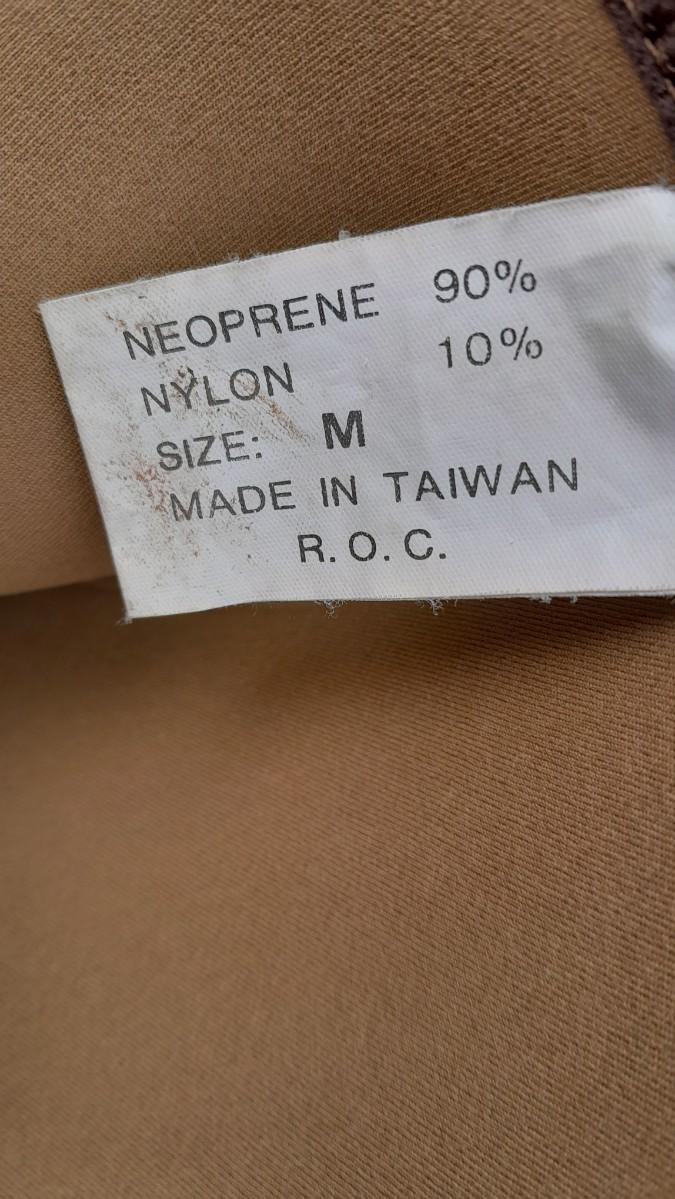 NEOPRENE 90%
NYLON 10%
SIZE: M
MADE IN TAIWAN
R. O. C.